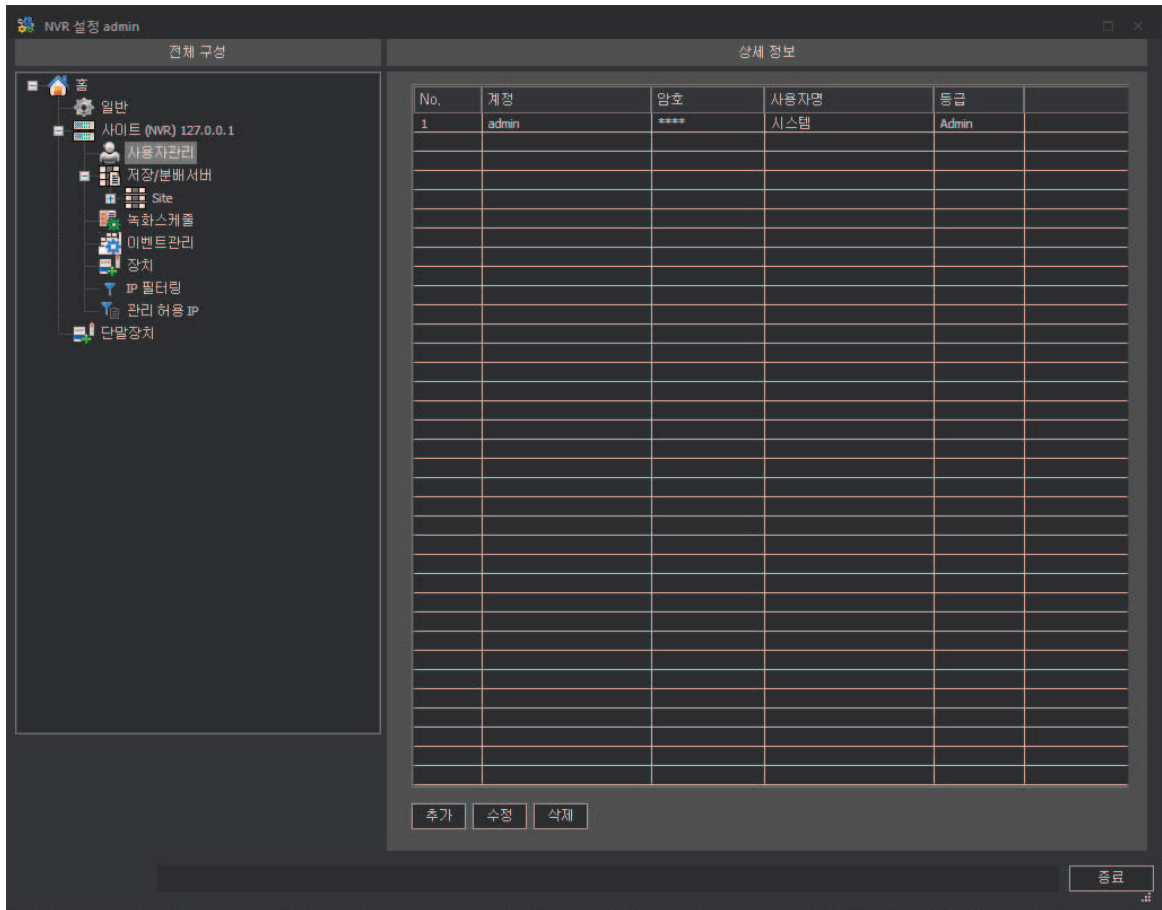 NVR 설정 admin
전체 구성
상세 정보
홈
일반
사이트 (NVR) 127.0.0.1
사용자관리
저장/분배서버
Site
녹화스케줄
이벤트관리
장치
IP 필터링
관리 허용 IP
단말장치
No. 계정 암호 사용자명 등급
1 admin **** 시스템 Admin
추가 수정 삭제
종료